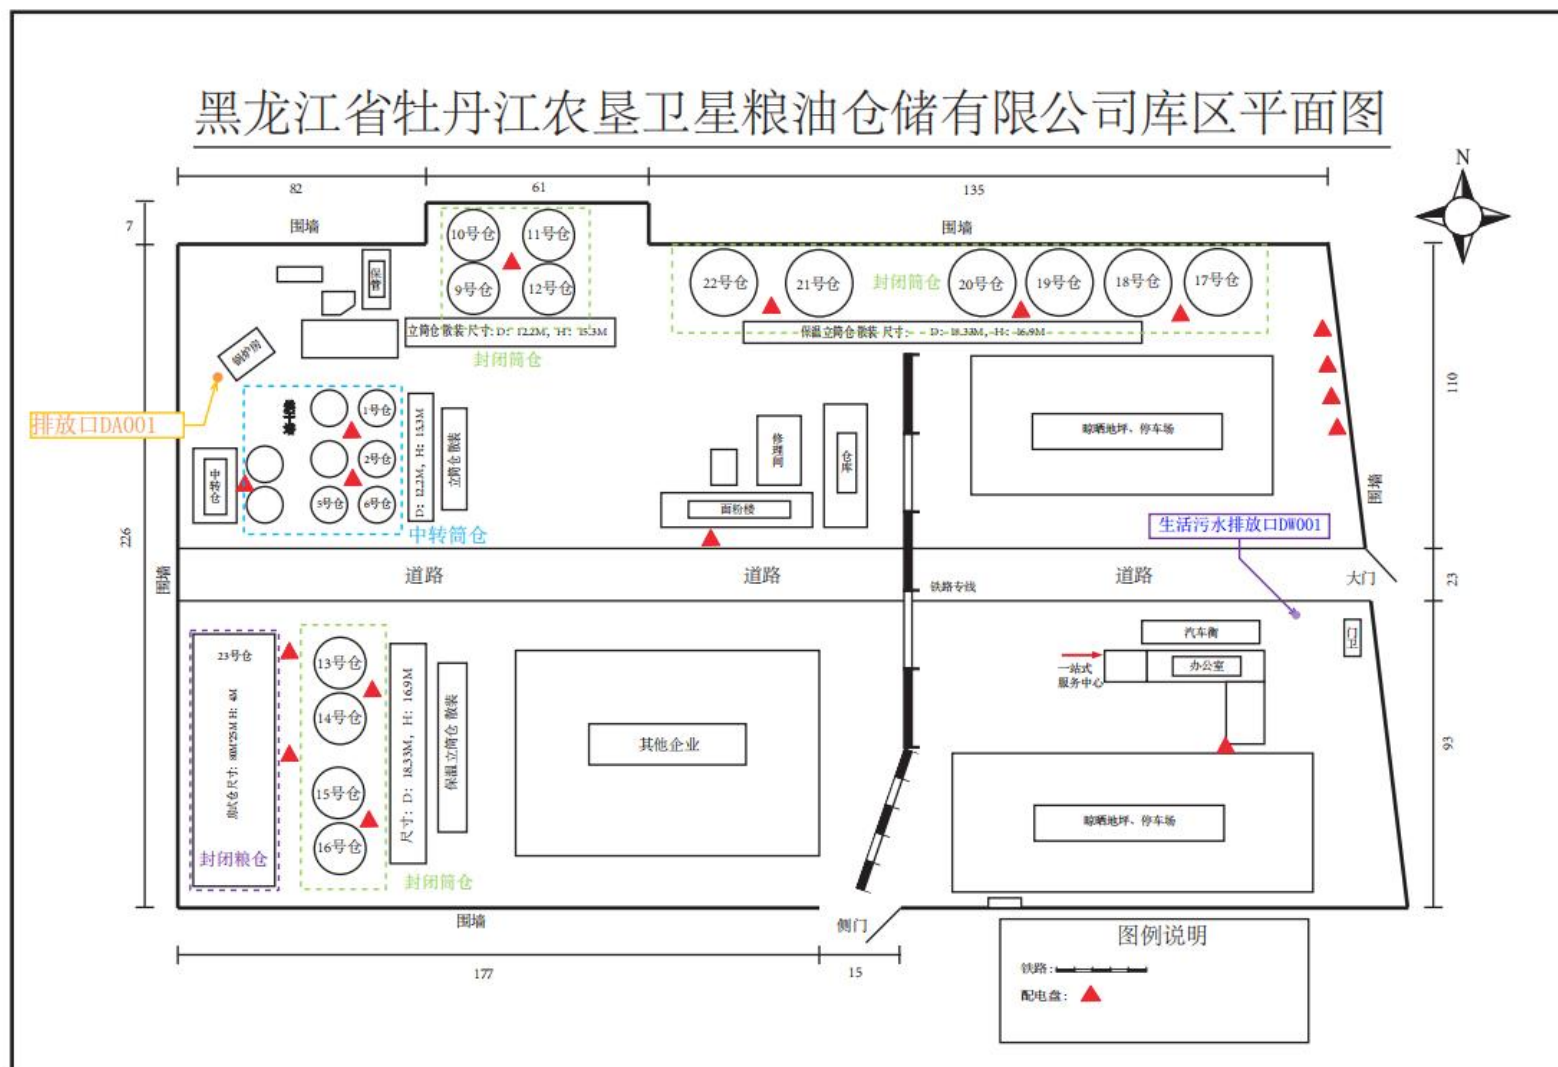 黑龙江省牡丹江农垦卫星粮油仓储有限公司库区平面图
N
82
61
135
7
围墙
围墙
10号仓
11号仓
9号仓
12号仓
保管
22号仓
21号仓
封闭筒仓
20号仓
19号仓
18号仓
17号仓
立筒仓 散装 尺寸: D: 12.2M, H: 15.3M
保温立筒仓 散装 尺寸: D: 18.33M, H: 16.9M
封闭筒仓
锅炉房
排放口DA001
1号仓
2号仓
5号仓
6号仓
中转仓
D: 12.2M, H: 15.3M
立筒仓 散装
中转筒仓
修理间
仓库
面粉楼
晾晒地坪、停车场
110
围墙
生活污水排放口DW001
226
围墙
道路
道路
道路
铁路专线
大门
23
23号仓
房式仓 尺寸: 80M*25M H: 4M
封闭粮仓
13号仓
14号仓
15号仓
16号仓
尺寸: D: 18.33M, H: 16.9M
保温立筒仓 散装
封闭筒仓
其他企业
汽车衡
门卫
办公室
一站式
服务中心
93
晾晒地坪、停车场
围墙
侧门
177
15
图例说明
铁路:
配电盘: